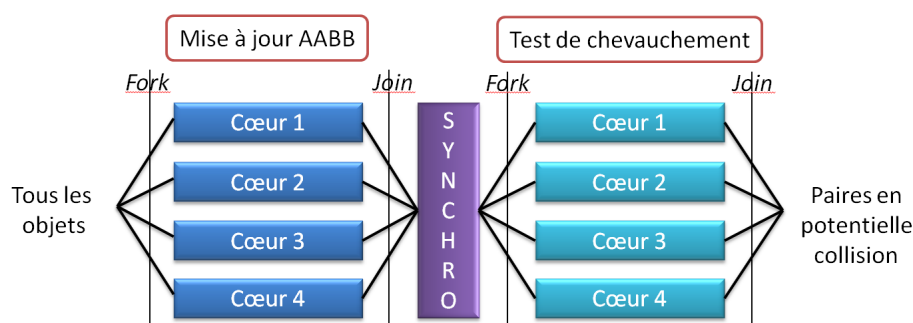 Mise à jour AABB
Test de chevauchement
Fork
Join
Fork
Join
Tous les
objets
Cœur 1
Cœur 2
Cœur 3
Cœur 4
S
Y
N
C
H
R
O
Cœur 1
Cœur 2
Cœur 3
Cœur 4
Paires en
potentielle
collision